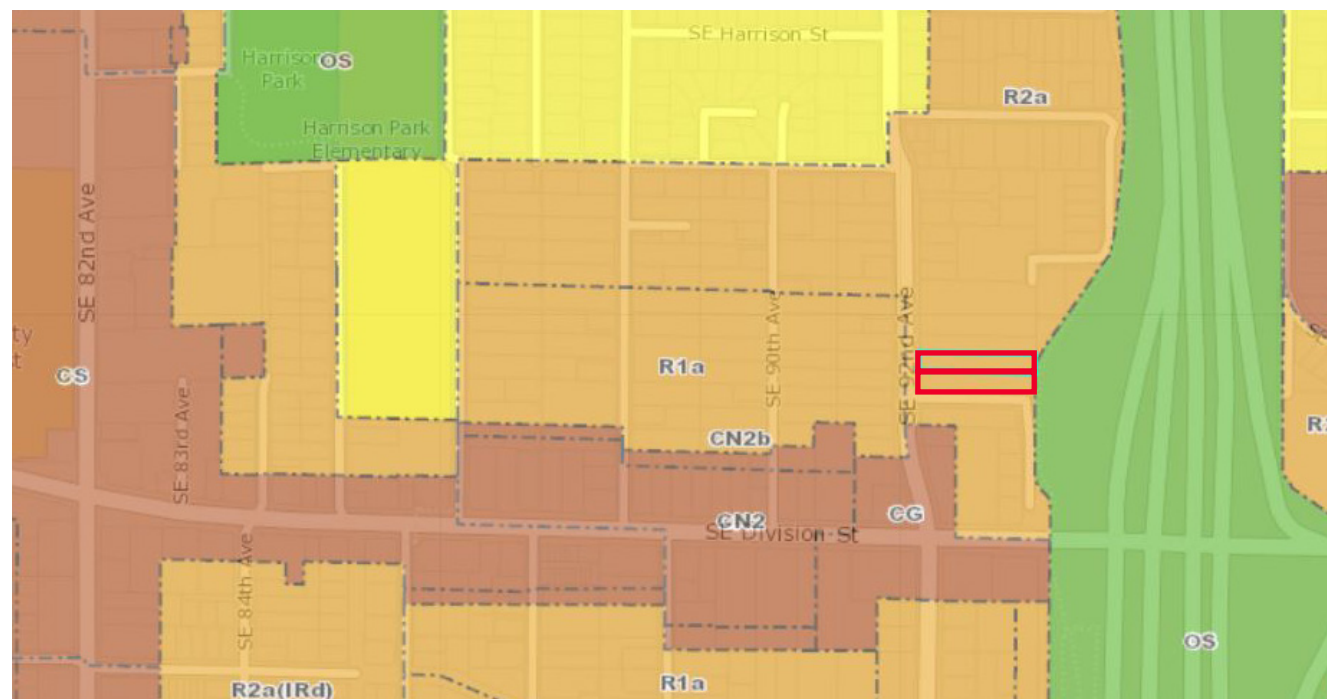 SE Harrison St
Harrison
Park
OS
R2a
Harrison Park
Elementary
SE 82nd Ave
SE 90th Ave
SE 92nd Ave
R1a
CS
SE 83rd Ave
CN2b
CN2
CG
SE Division St
SE 84th Ave
OS
R2a(IRd)
R1a